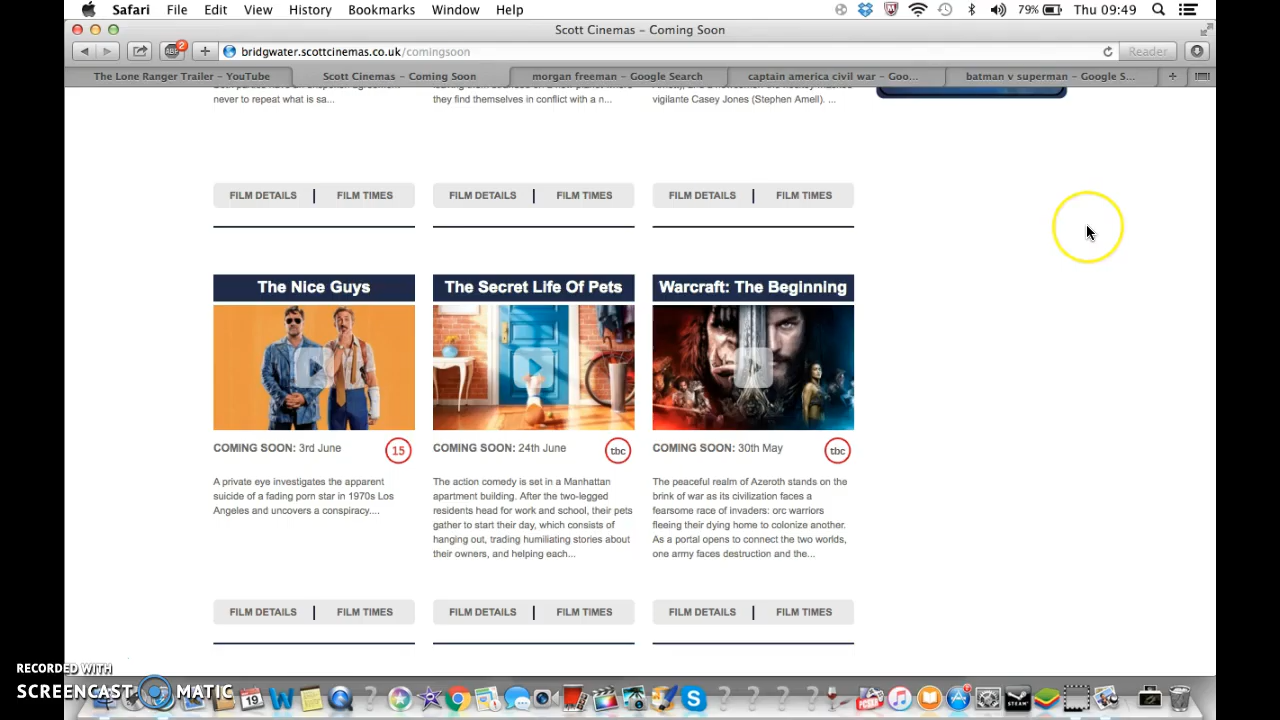 Safari File Edit View History Bookmarks Window Help 79% Thu 09:49
Scott Cinemas – Coming Soon
ABP 2 bridgwater.scottcinemas.co.uk/comingsoon Reader
The Lone Ranger Trailer – YouTube Scott Cinemas – Coming Soon morgan freeman – Google Search captain america civil war – Goo... batman v superman – Google S...
never to repeat what is sa... they find themselves in conflict with a n... vigilante Casey Jones (Stephen Amell). ...
FILM DETAILS | FILM TIMES FILM DETAILS | FILM TIMES FILM DETAILS | FILM TIMES
The Nice Guys The Secret Life Of Pets Warcraft: The Beginning
COMING SOON: 3rd June 15 COMING SOON: 24th June tbc COMING SOON: 30th May tbc
A private eye investigates the apparent
suicide of a fading porn star in 1970s Los
Angeles and uncovers a conspiracy....
The action comedy is set in a Manhattan
apartment building. After the two-legged
residents head for work and school, their pets
gather to start their day, which consists of
hanging out, trading humiliating stories about
their owners, and helping each...
The peaceful realm of Azeroth stands on the
brink of war as its civilization faces a
fearsome race of invaders: orc warriors
fleeing their dying home to colonize another.
As a portal opens to connect the two worlds,
one army faces destruction and the...
FILM DETAILS | FILM TIMES FILM DETAILS | FILM TIMES FILM DETAILS | FILM TIMES
RECORDED WITH
SCREENCAST MATIC
19
STEAM